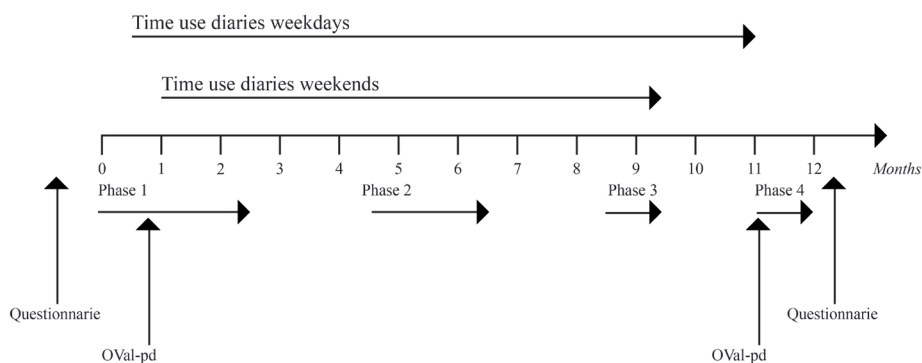 Time use diaries weekdays
Time use diaries weekends
0 1 2 3 4 5 6 7 8 9 10 11 12 Months
Phase 1 Phase 2 Phase 3 Phase 4
Questionnarie Questionnarie
OVal-pd OVal-pd